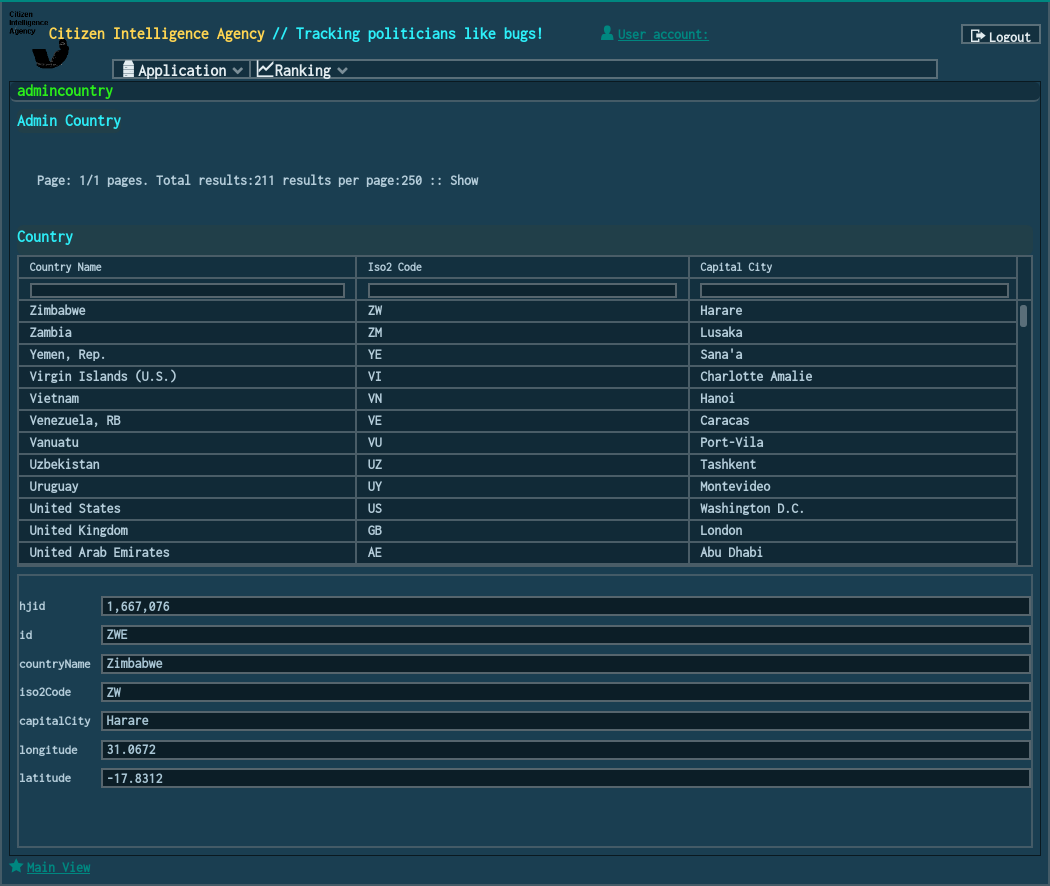 Citizen
Intelligence
Agency
Citizen Intelligence Agency // Tracking politicians like bugs!
User account:
Logout
Application
Ranking
admincountry
Admin Country
Page: 1/1 pages. Total results:211 results per page:250 :: Show
Country
Country Name Iso2 Code Capital City
Zimbabwe ZW Harare
Zambia ZM Lusaka
Yemen, Rep. YE Sana'a
Virgin Islands (U.S.) VI Charlotte Amalie
Vietnam VN Hanoi
Venezuela, RB VE Caracas
Vanuatu VU Port-Vila
Uzbekistan UZ Tashkent
Uruguay UY Montevideo
United States US Washington D.C.
United Kingdom GB London
United Arab Emirates AE Abu Dhabi
hjid 1,667,076
id ZWE
countryName Zimbabwe
iso2Code ZW
capitalCity Harare
longitude 31.0672
latitude -17.8312
Main View